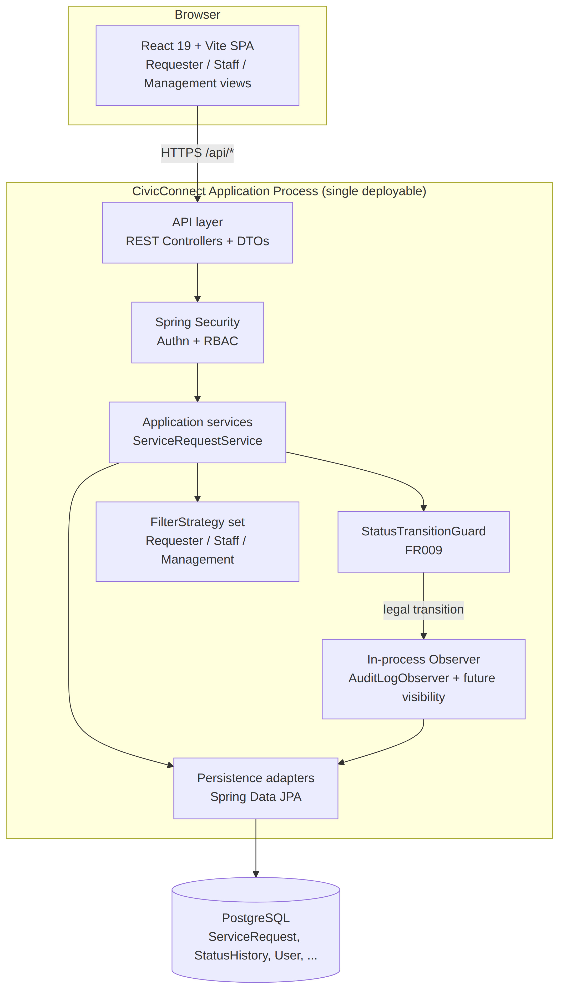 Browser
React 19 + Vite SPA
Requester / Staff /
Management views
HTTPS /api/*
CivicConnect Application Process (single deployable)
API layer
REST Controllers + DTOs
Spring Security
Authn + RBAC
Application services
ServiceRequestService
FilterStrategy set
Requester / Staff /
Management
StatusTransitionGuard
FR009
legal transition
In-process Observer
AuditLogObserver + future
visibility
Persistence adapters
Spring Data JPA
PostgreSQL
ServiceRequest,
StatusHistory, User, ...